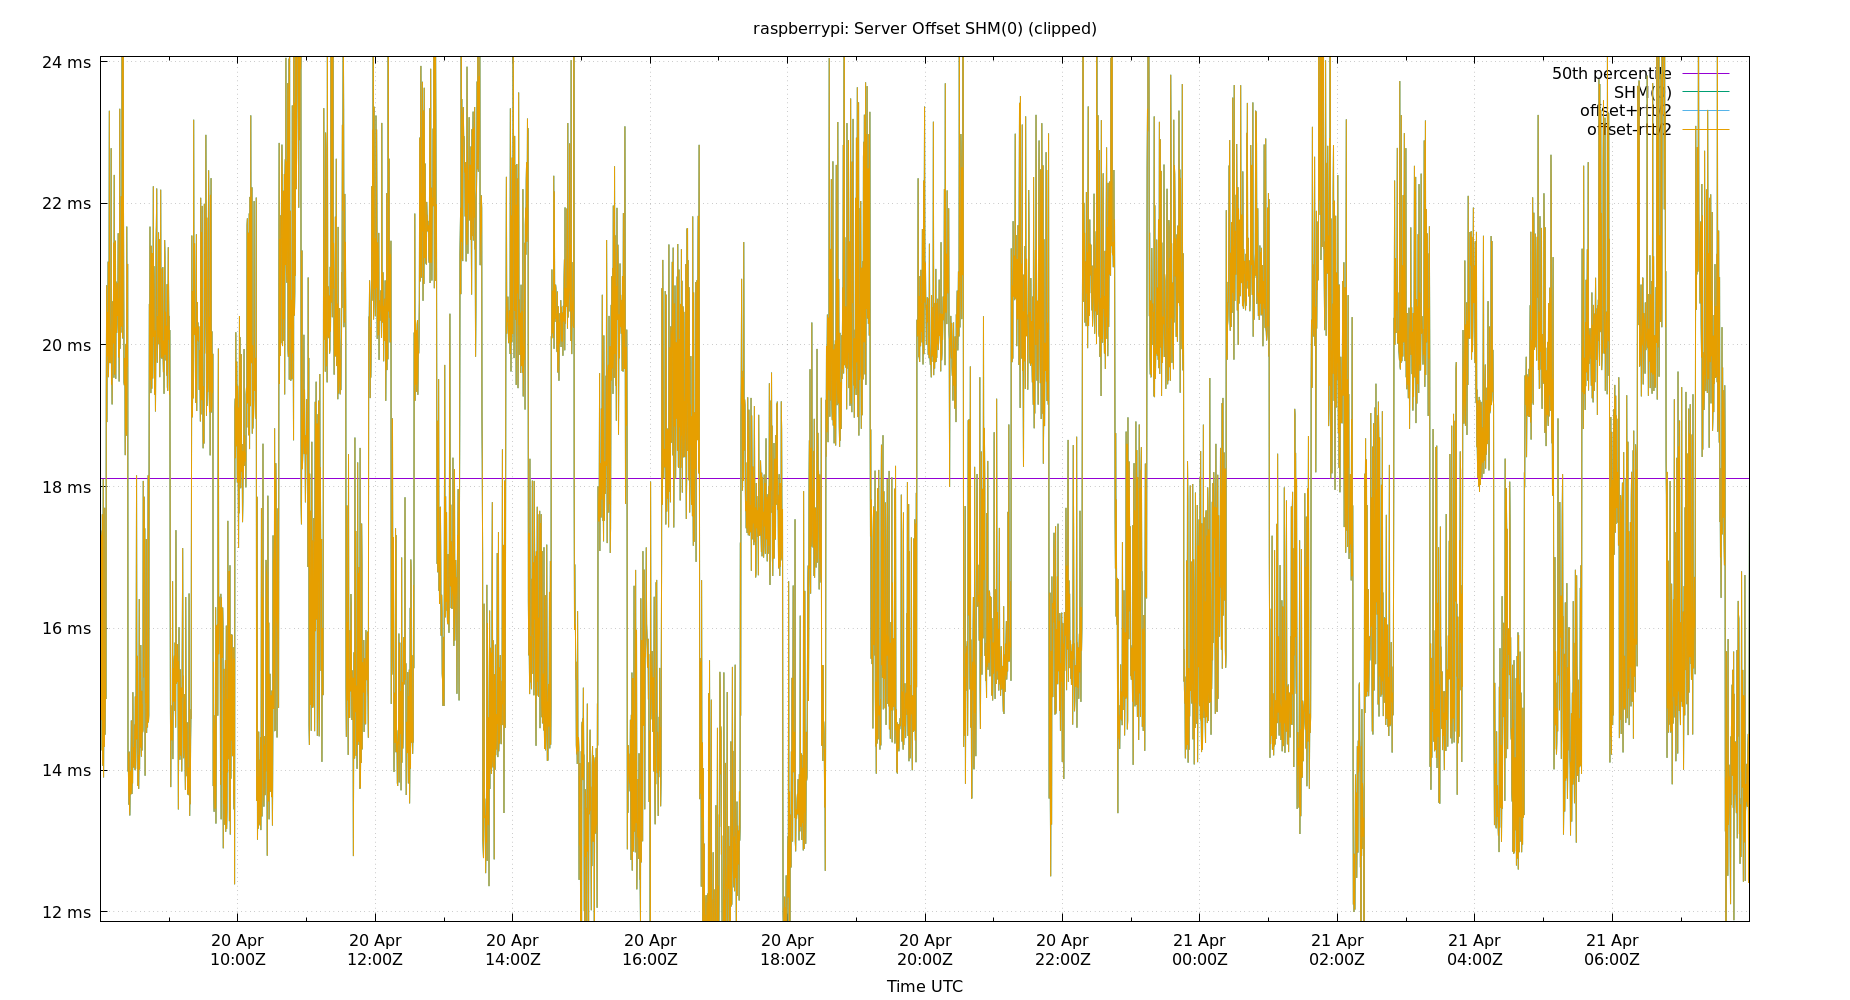 raspberrypi: Server Offset SHM(0) (clipped)
24 ms
22 ms
20 ms
18 ms
16 ms
14 ms
12 ms
50th percentile
SHM(0)
offset+rtt/2
offset-rtt/2
20 Apr 20 Apr 20 Apr 20 Apr 20 Apr 20 Apr 20 Apr 21 Apr 21 Apr 21 Apr 21 Apr
10:00Z 12:00Z 14:00Z 16:00Z 18:00Z 20:00Z 22:00Z 00:00Z 02:00Z 04:00Z 06:00Z
Time UTC